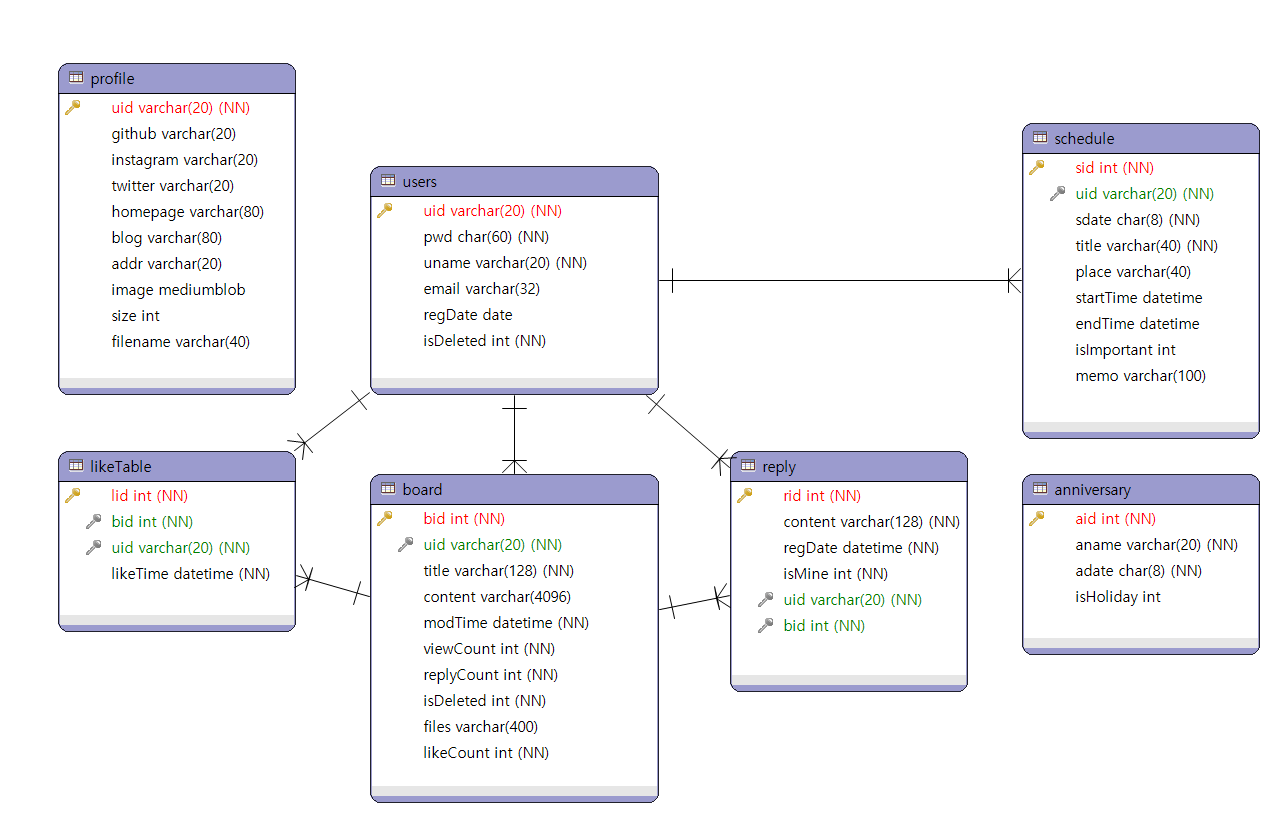 profile
uid varchar(20) (NN)
github varchar(20)
instagram varchar(20)
twitter varchar(20)
homepage varchar(80)
blog varchar(80)
addr varchar(20)
image mediumblob
size int
filename varchar(40)
users
uid varchar(20) (NN)
pwd char(60) (NN)
uname varchar(20) (NN)
email varchar(32)
regDate date
isDeleted int (NN)
schedule
sid int (NN)
uid varchar(20) (NN)
sdate char(8) (NN)
title varchar(40) (NN)
place varchar(40)
startTime datetime
endTime datetime
isImportant int
memo varchar(100)
likeTable
lid int (NN)
bid int (NN)
uid varchar(20) (NN)
likeTime datetime (NN)
board
bid int (NN)
uid varchar(20) (NN)
title varchar(128) (NN)
content varchar(4096)
modTime datetime (NN)
viewCount int (NN)
replyCount int (NN)
isDeleted int (NN)
files varchar(400)
likeCount int (NN)
reply
rid int (NN)
content varchar(128) (NN)
regDate datetime (NN)
isMine int (NN)
uid varchar(20) (NN)
bid int (NN)
anniversary
aid int (NN)
aname varchar(20) (NN)
adate char(8) (NN)
isHoliday int